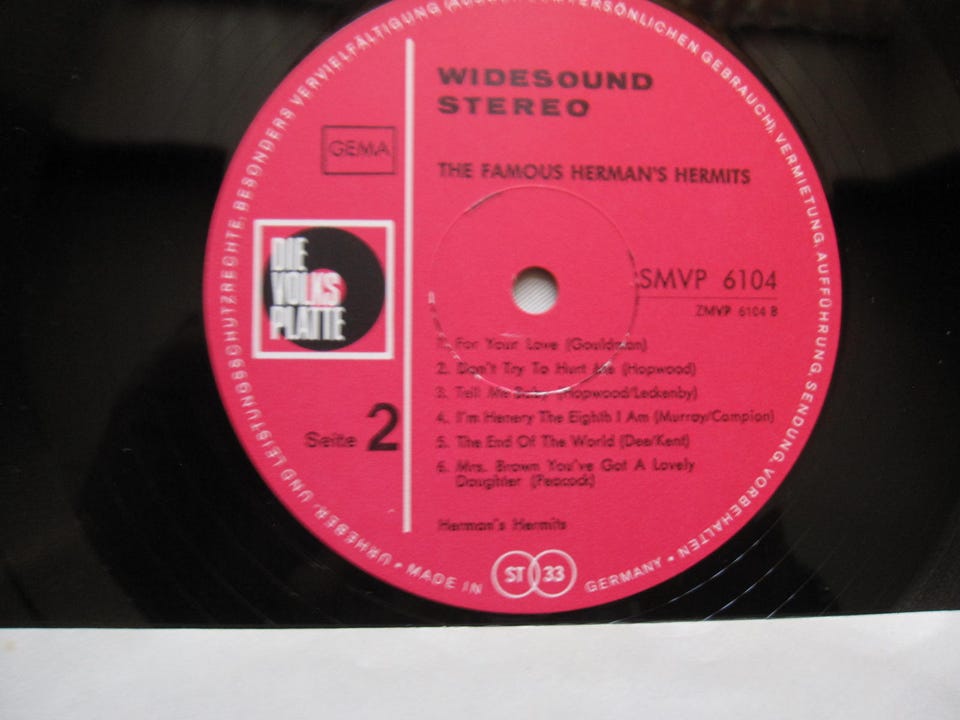 URHEBER- UND LEISTUNGSSCHUTZRECHTE, BESONDERS VERVIELFÄLTIGUNG PERSÖNLICHEN GEBRAUCH), VERMIETUNG, AUFFÜHRUNG, SENDUNG, VORBEHALTEN • MADE IN GERMANY •
WIDESOUND
STEREO
GEMA
THE FAMOUS HERMAN'S HERMITS
DIE
VOLKS
PLATTE
SMVP 6104
ZMVP 6104 B
1. For Your Love (Gouldman)
2. Don't Try To Hurt Me (Hopwood)
3. Tell Me Baby (Hopwood/Leckenby)
4. I'm Henery The Eighth I Am (Murray/Campion)
5. The End Of The World (Dee/Kent)
6. Mrs. Brown You've Got A Lovely
Daughter (Peacock)
Seite 2
Herman's Hermits
ST 33